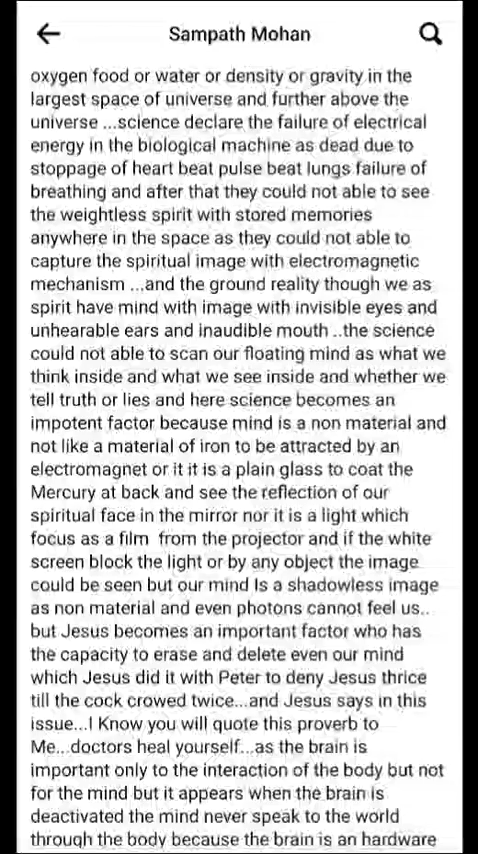 Sampath Mohan
oxygen food or water or density or gravity in the
largest space of universe and further above the
universe ...science declare the failure of electrical
energy in the biological machine as dead due to
stoppage of heart beat pulse beat lungs failure of
breathing and after that they could not able to see
the weightless spirit with stored memories
anywhere in the space as they could not able to
capture the spiritual image with electromagnetic
mechanism ...and the ground reality though we as
spirit have mind with image with invisible eyes and
unhearable ears and inaudible mouth ..the science
could not able to scan our floating mind as what we
think inside and what we see inside and whether we
tell truth or lies and here science becomes an
impotent factor because mind is a non material and
not like a material of iron to be attracted by an
electromagnet or it it is a plain glass to coat the
Mercury at back and see the reflection of our
spiritual face in the mirror nor it is a light which
focus as a film from the projector and if the white
screen block the light or by any object the image
could be seen but our mind Is a shadowless image
as non material and even photons cannot feel us..
but Jesus becomes an important factor who has
the capacity to erase and delete even our mind
which Jesus did it with Peter to deny Jesus thrice
till the cock crowed twice...and Jesus says in this
issue...I Know you will quote this proverb to
Me...doctors heal yourself...as the brain is
important only to the interaction of the body but not
for the mind but it appears when the brain is
deactivated the mind never speak to the world
through the body because the brain is an hardware